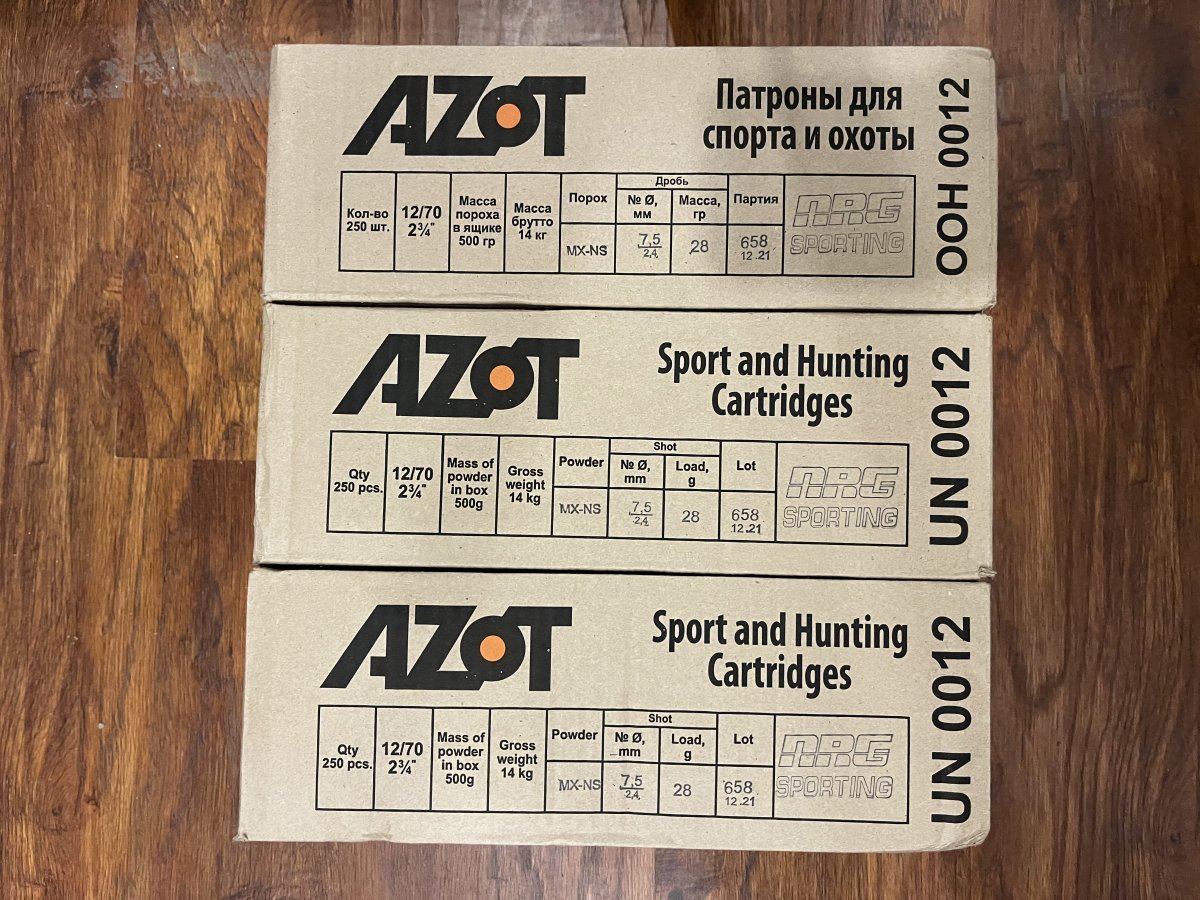 AZOT
Патроны для
спорта и охоты
ООН 0012
Кол-во
250 шт.
12/70
2¾"
Масса
пороха
в ящике
500 гр
Масса
брутто
14 кг
Порох
MX-NS
Дробь
№ Ø,
мм
7,5
2,4
Масса,
гр
28
Партия
658
12.21
NRG
SPORTING
AZOT
Sport and Hunting
Cartridges
UN 0012
Qty
250 pcs.
12/70
2¾"
Mass of
powder
in box
500g
Gross
weight
14 kg
Powder
MX-NS
Shot
№ Ø,
mm
7,5
2,4
Load,
g
28
Lot
658
12.21
NRG
SPORTING
AZOT
Sport and Hunting
Cartridges
UN 0012
Qty
250 pcs.
12/70
2¾"
Mass of
powder
in box
500g
Gross
weight
14 kg
Powder
MX-NS
Shot
№ Ø,
mm
7,5
2,4
Load,
g
28
Lot
658
12.21
NRG
SPORTING